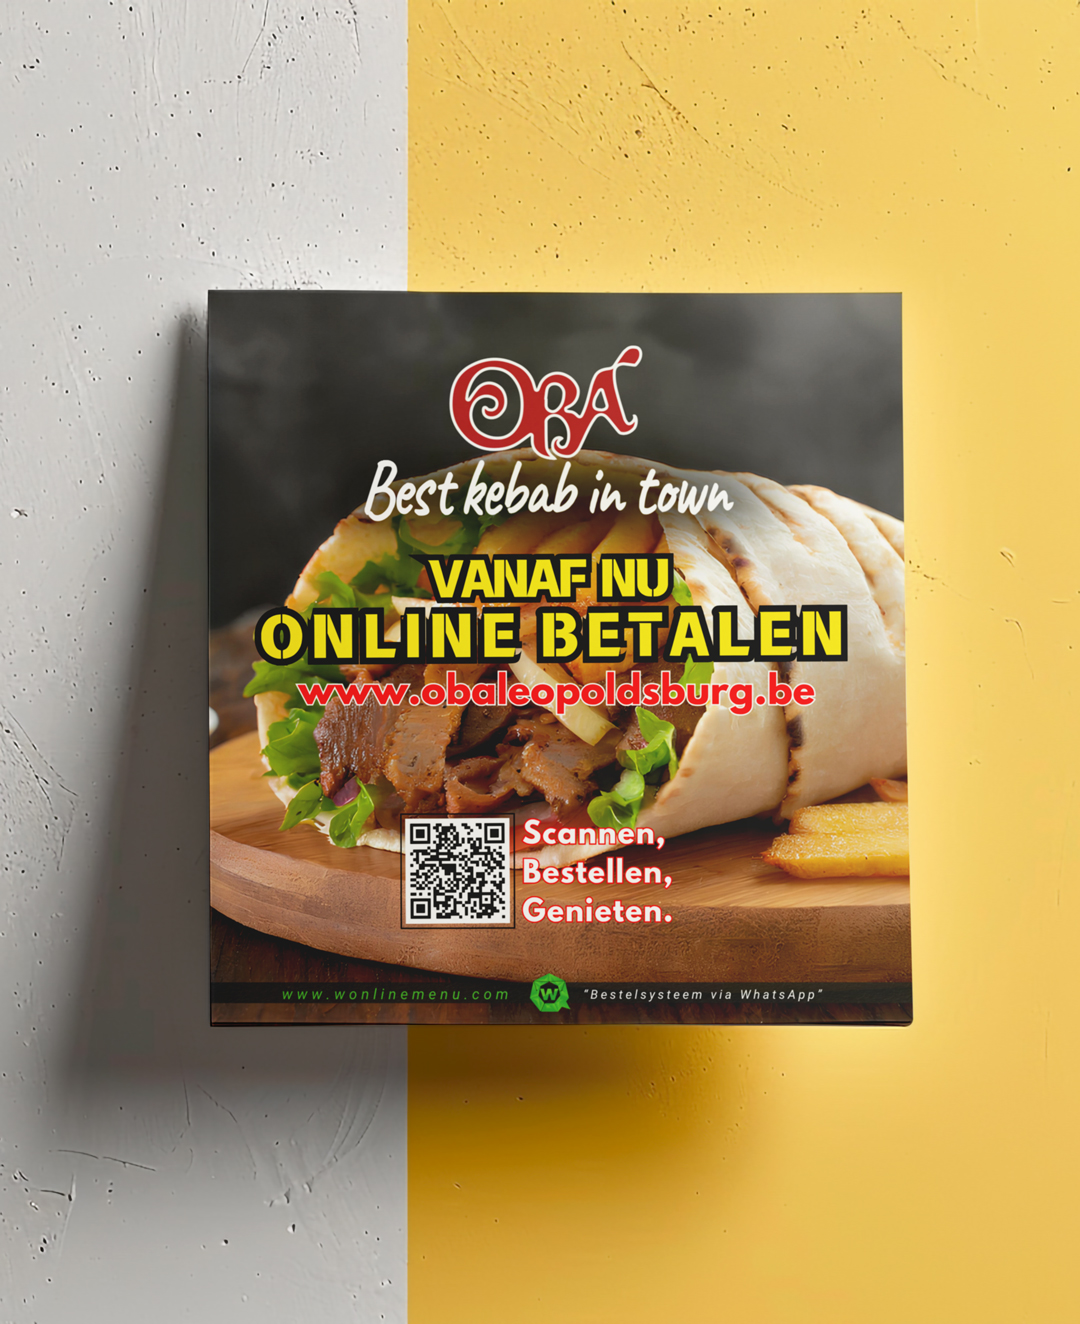 OBA
Best kebab in town
VANAF NU
ONLINE BETALEN
www.obaleopoldsburg.be
Scannen,
Bestellen,
Genieten.
www.wonlinemenu.com W "Bestelsysteem via WhatsApp"